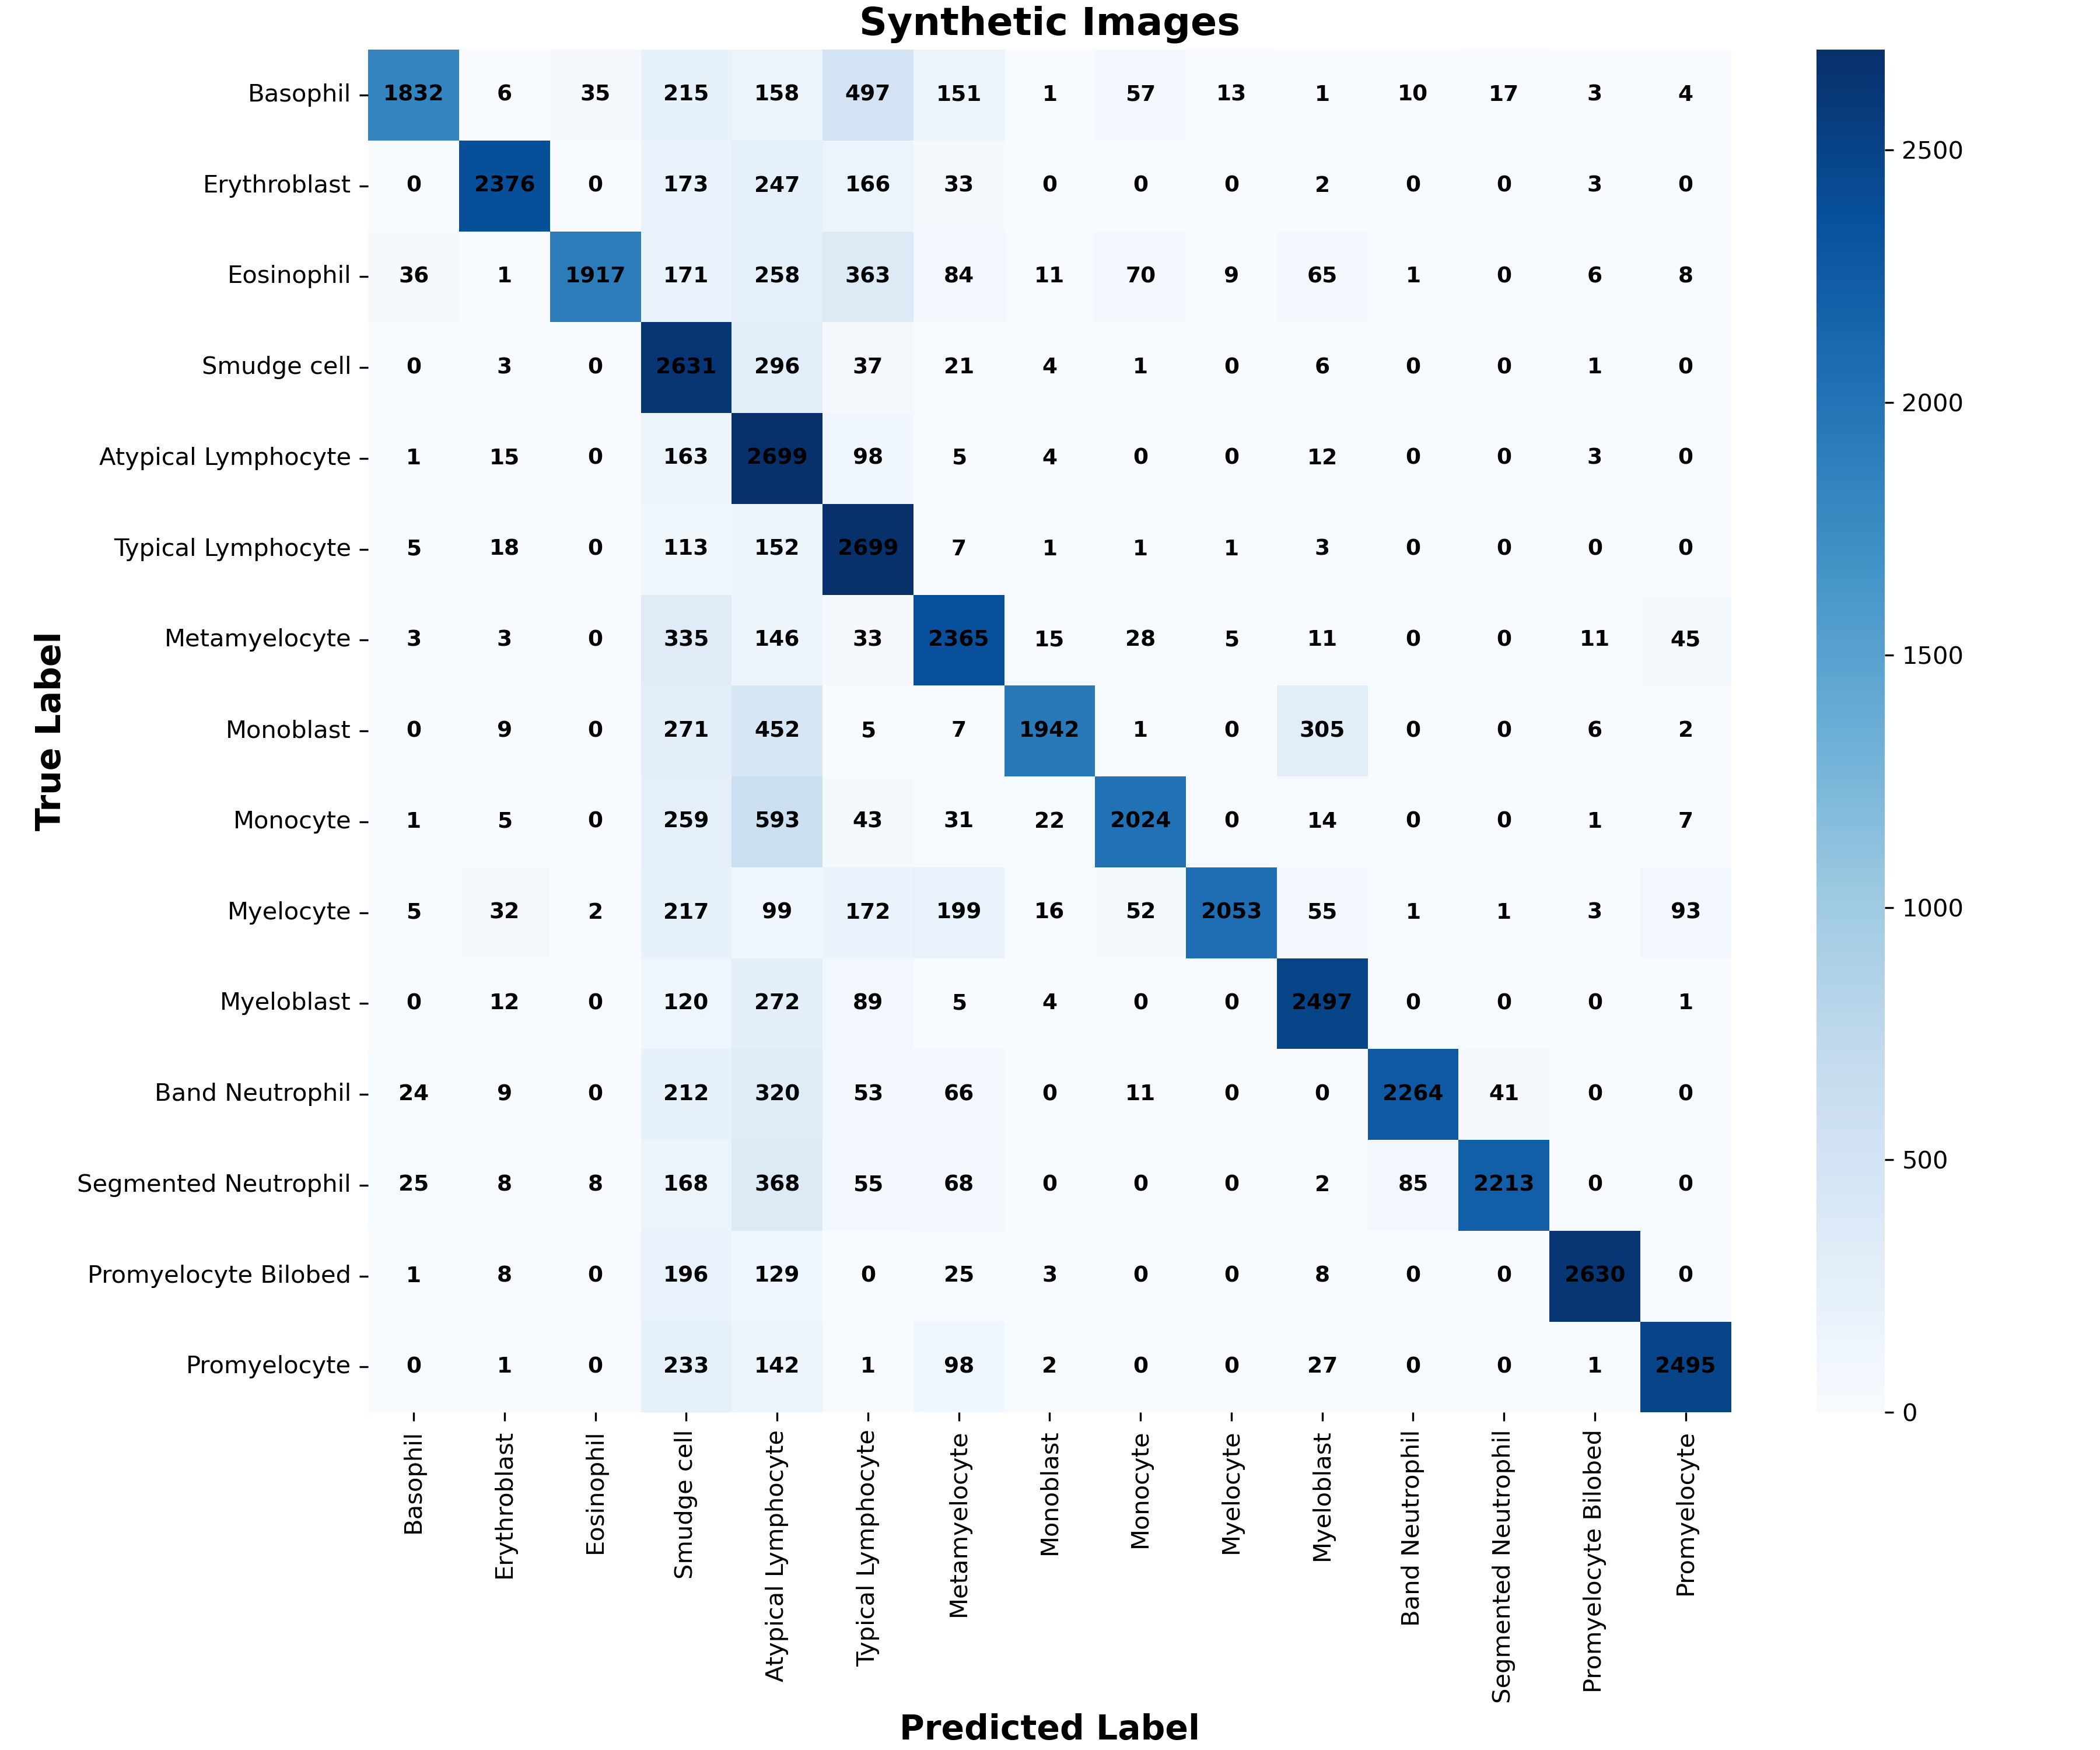 Synthetic Images
Basophil 1832 6 35 215 158 497 151 1 57 13 1 10 17 3 4
Erythroblast 0 2376 0 173 247 166 33 0 0 0 2 0 0 3 0
Eosinophil 36 1 1917 171 258 363 84 11 70 9 65 1 0 6 8
Smudge cell 0 3 0 2631 296 37 21 4 1 0 6 0 0 1 0
Atypical Lymphocyte 1 15 0 163 2699 98 5 4 0 0 12 0 0 3 0
Typical Lymphocyte 5 18 0 113 152 2699 7 1 1 1 3 0 0 0 0
Metamyelocyte 3 3 0 335 146 33 2365 15 28 5 11 0 0 11 45
Monoblast 0 9 0 271 452 5 7 1942 1 0 305 0 0 6 2
Monocyte 1 5 0 259 593 43 31 22 2024 0 14 0 0 1 7
Myelocyte 5 32 2 217 99 172 199 16 52 2053 55 1 1 3 93
Myeloblast 0 12 0 120 272 89 5 4 0 0 2497 0 0 0 1
Band Neutrophil 24 9 0 212 320 53 66 0 11 0 0 2264 41 0 0
Segmented Neutrophil 25 8 8 168 368 55 68 0 0 0 2 85 2213 0 0
Promyelocyte Bilobed 1 8 0 196 129 0 25 3 0 0 8 0 0 2630 0
Promyelocyte 0 1 0 233 142 1 98 2 0 0 27 0 0 1 2495
True Label
Basophil
Erythroblast
Eosinophil
Smudge cell
Atypical Lymphocyte
Typical Lymphocyte
Metamyelocyte
Monoblast
Monocyte
Myelocyte
Myeloblast
Band Neutrophil
Segmented Neutrophil
Promyelocyte Bilobed
Promyelocyte
Predicted Label
2500
2000
1500
1000
500
0